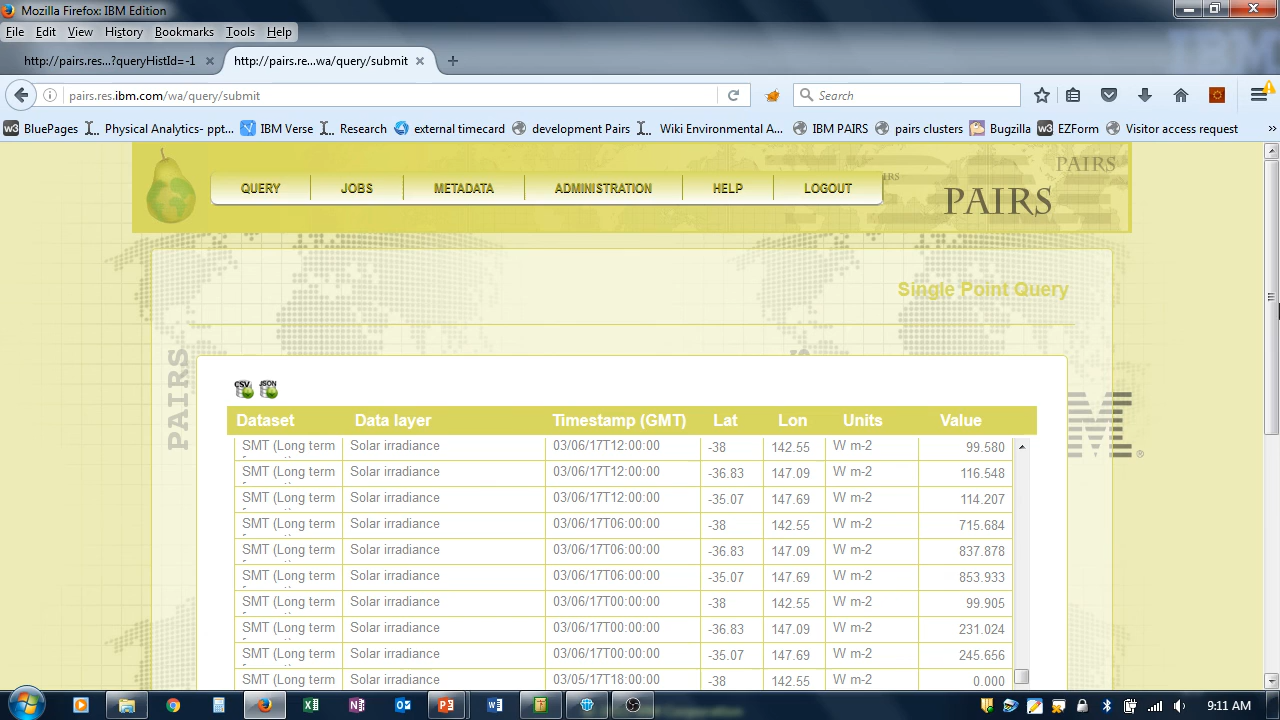 Mozilla Firefox: IBM Edition
File Edit View History Bookmarks Tools Help
http://pairs.res...?queryHistId=-1 http://pairs.re...wa/query/submit
pairs.res.ibm.com/wa/query/submit Search
BluePages Physical Analytics- ppt... IBM Verse Research external timecard development Pairs Wiki Environmental A... IBM PAIRS pairs clusters Bugzilla EZForm Visitor access request
QUERY JOBS METADATA ADMINISTRATION HELP LOGOUT
PAIRS
PAIRS
Single Point Query
PAIRS
CSV JSON
Dataset Data layer Timestamp (GMT) Lat Lon Units Value
SMT (Long term Solar irradiance 03/06/17T12:00:00 -38 142.55 W m-2 99.580
SMT (Long term Solar irradiance 03/06/17T12:00:00 -36.83 147.09 W m-2 116.548
SMT (Long term Solar irradiance 03/06/17T12:00:00 -35.07 147.69 W m-2 114.207
SMT (Long term Solar irradiance 03/06/17T06:00:00 -38 142.55 W m-2 715.684
SMT (Long term Solar irradiance 03/06/17T06:00:00 -36.83 147.09 W m-2 837.878
SMT (Long term Solar irradiance 03/06/17T06:00:00 -35.07 147.69 W m-2 853.933
SMT (Long term Solar irradiance 03/06/17T00:00:00 -38 142.55 W m-2 99.905
SMT (Long term Solar irradiance 03/06/17T00:00:00 -36.83 147.09 W m-2 231.024
SMT (Long term Solar irradiance 03/06/17T00:00:00 -35.07 147.69 W m-2 245.656
SMT (Long term Solar irradiance 03/05/17T18:00:00 -38 142.55 W m-2 0.000
9:11 AM